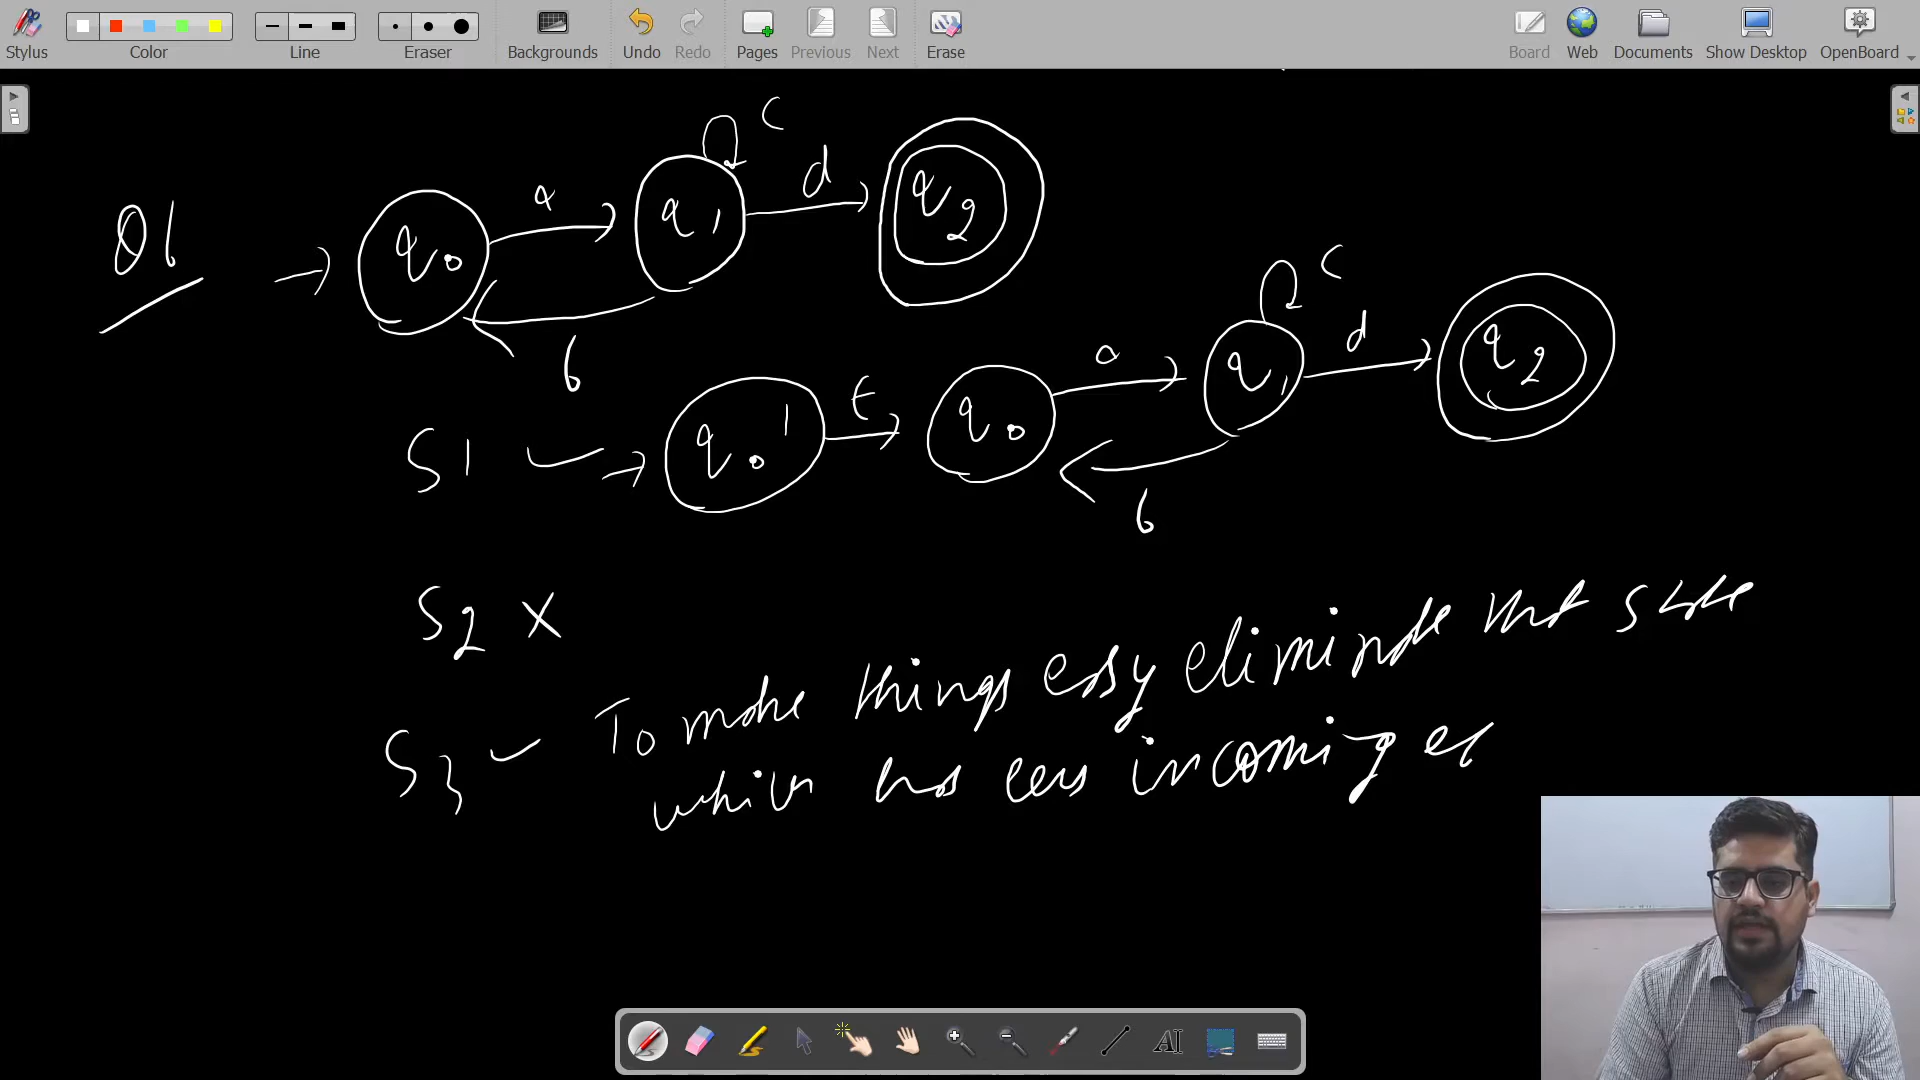 Stylus Color Line Eraser Backgrounds Undo Redo Pages Previous Next Erase Board Web Documents Show Desktop OpenBoard
01
a c d
q0 q1 q2
b
S1 q0' ε q0 a q1 c d q2
b
S2 X
S3 To make things easy eliminate that state
which has less incoming
AI